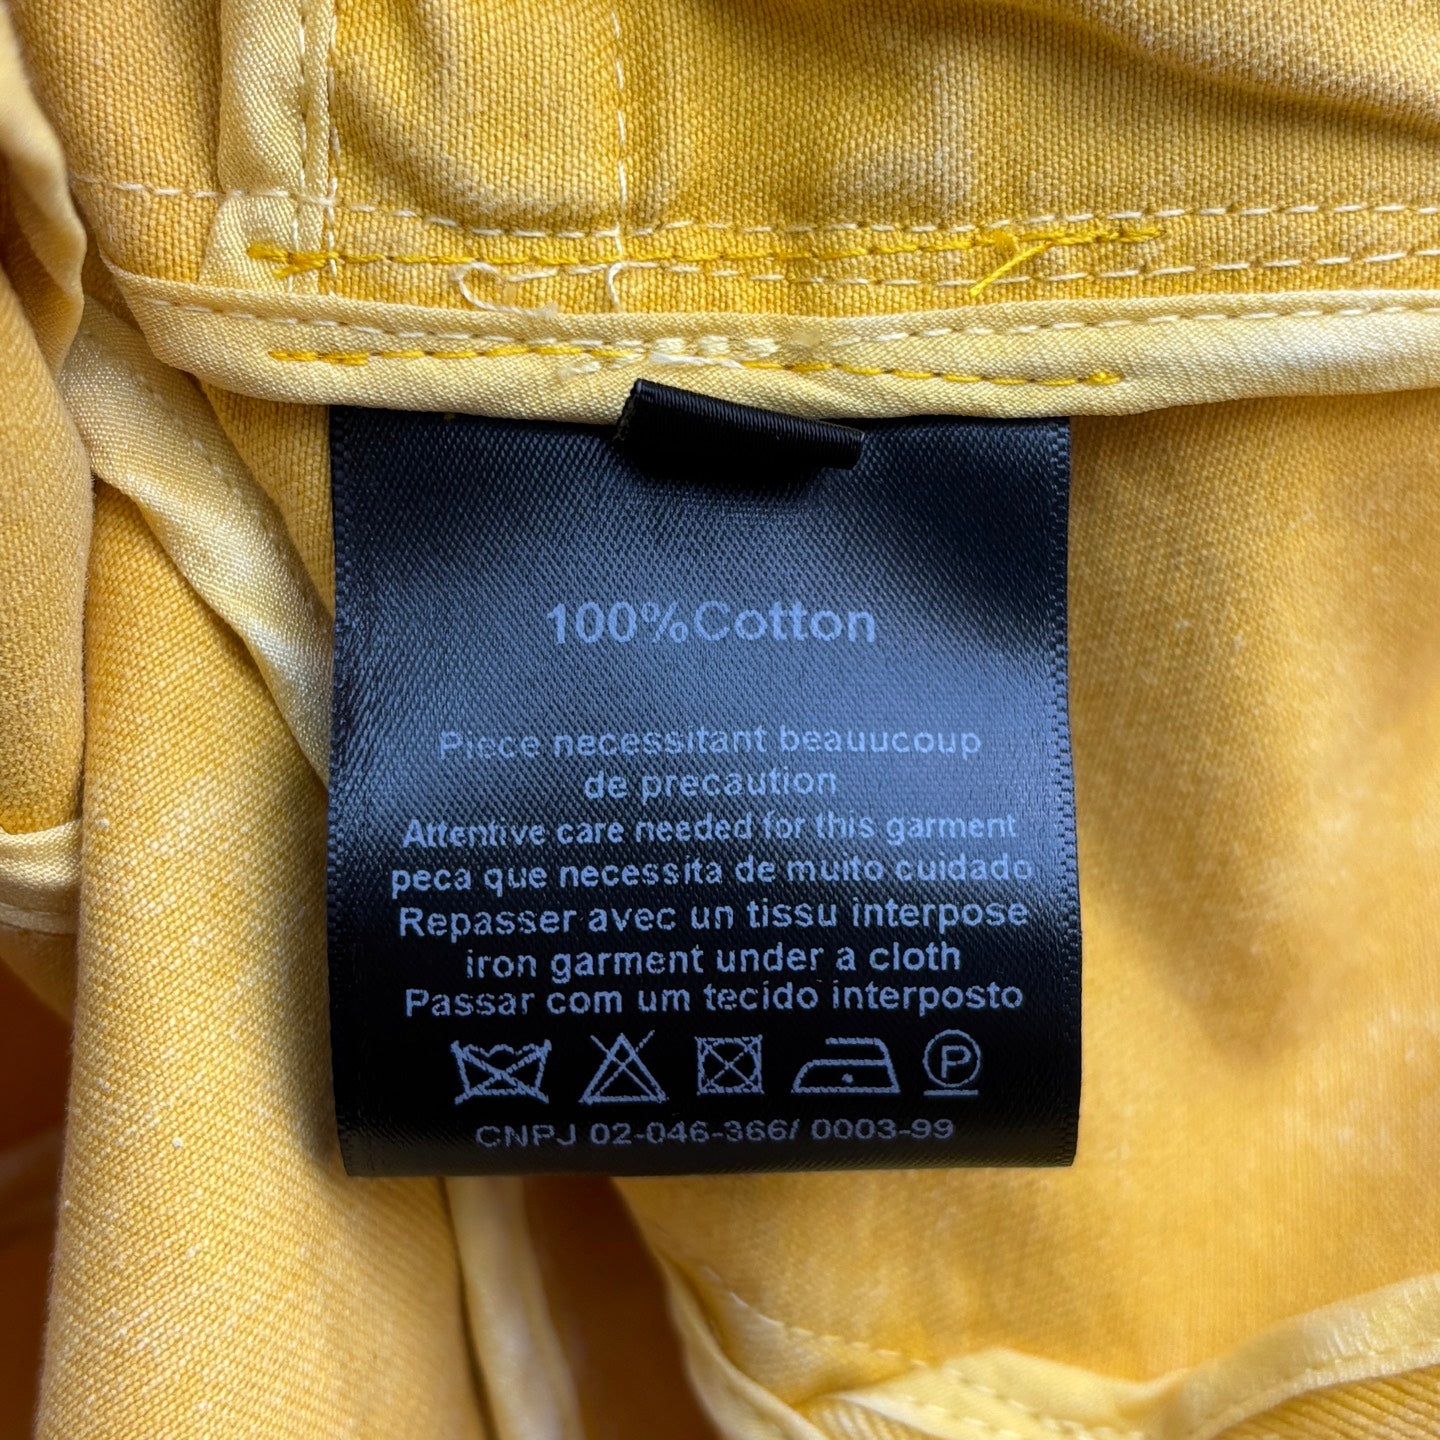 100%Cotton
Piece necessitant beauucoup
de precaution
Attentive care needed for this garment
peca que necessita de muito cuidado
Repasser avec un tissu interpose
iron garment under a cloth
Passar com um tecido interposto
P
CNPJ 02-046-366/ 0003-99